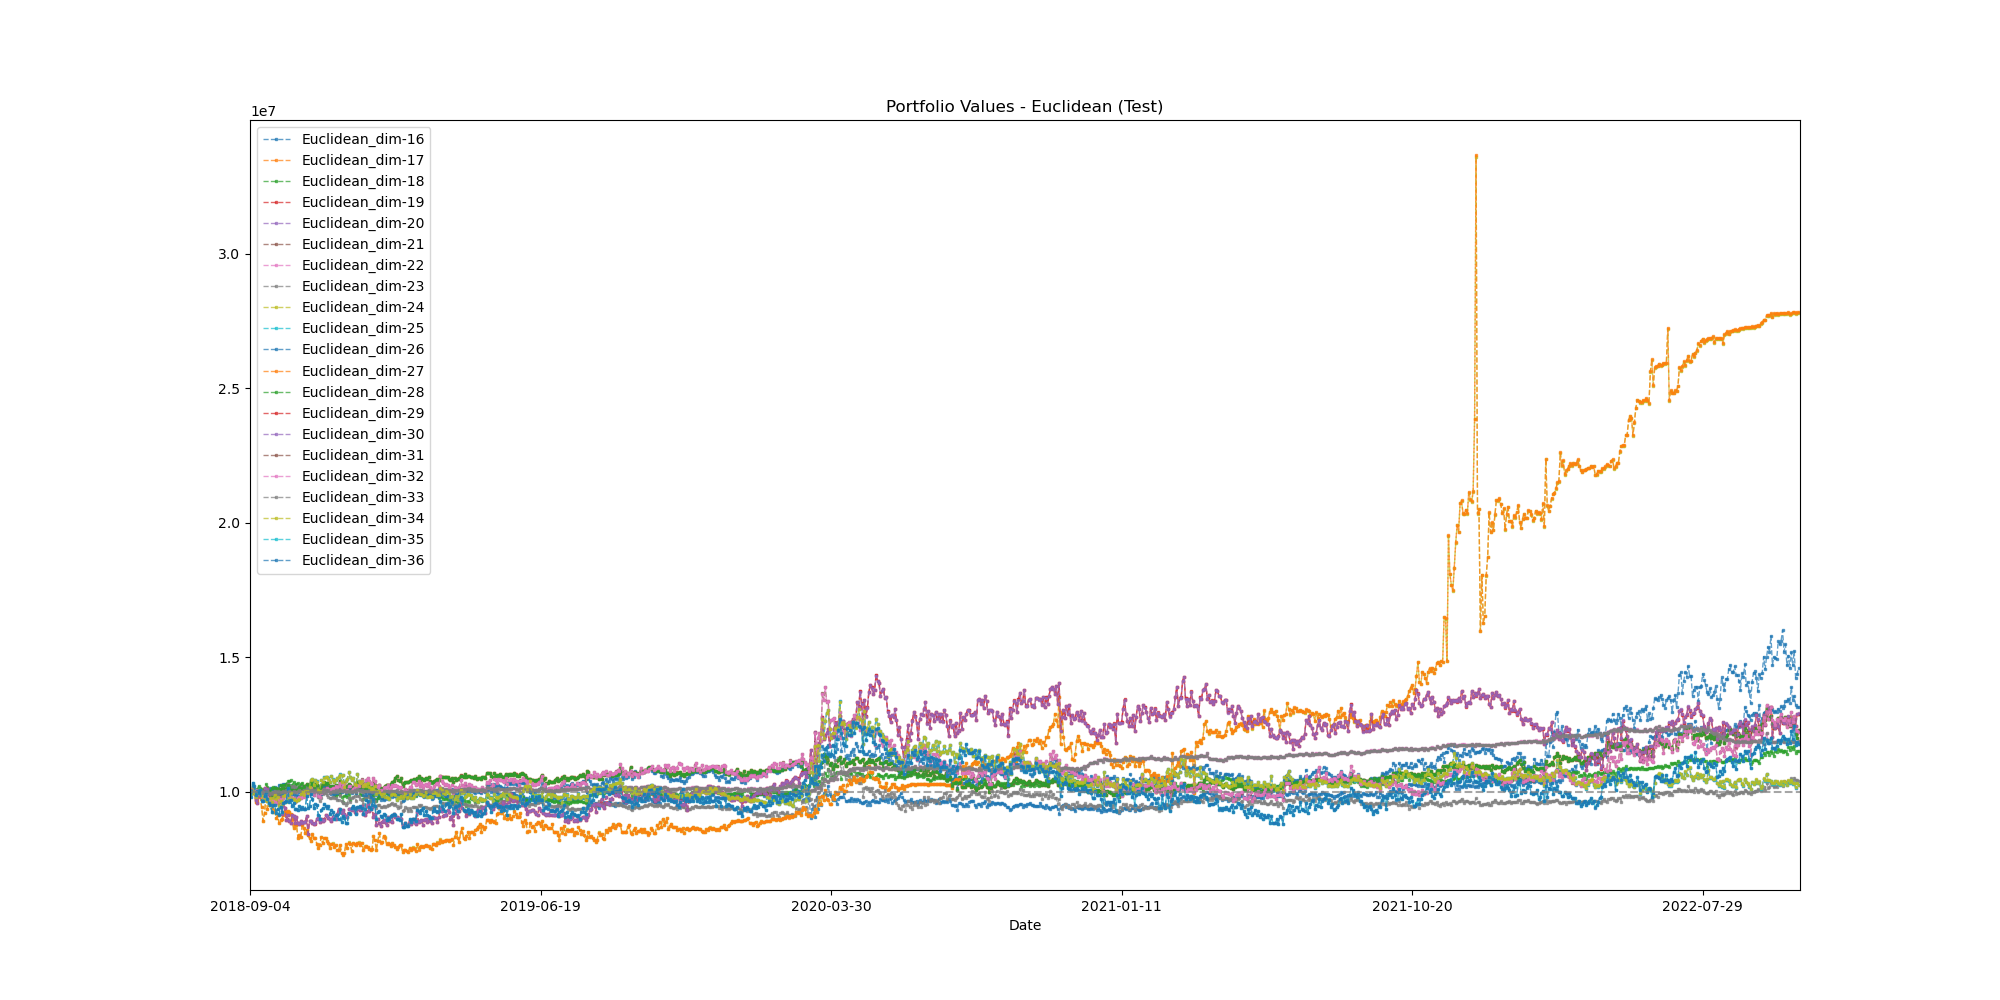 Portfolio Values - Euclidean (Test)
1e7
Euclidean_dim-16
Euclidean_dim-17
Euclidean_dim-18
Euclidean_dim-19
Euclidean_dim-20
Euclidean_dim-21
Euclidean_dim-22
Euclidean_dim-23
Euclidean_dim-24
Euclidean_dim-25
Euclidean_dim-26
Euclidean_dim-27
Euclidean_dim-28
Euclidean_dim-29
Euclidean_dim-30
Euclidean_dim-31
Euclidean_dim-32
Euclidean_dim-33
Euclidean_dim-34
Euclidean_dim-35
Euclidean_dim-36
3.0
2.5
2.0
1.5
1.0
2018-09-04 2019-06-19 2020-03-30 2021-01-11 2021-10-20 2022-07-29
Date